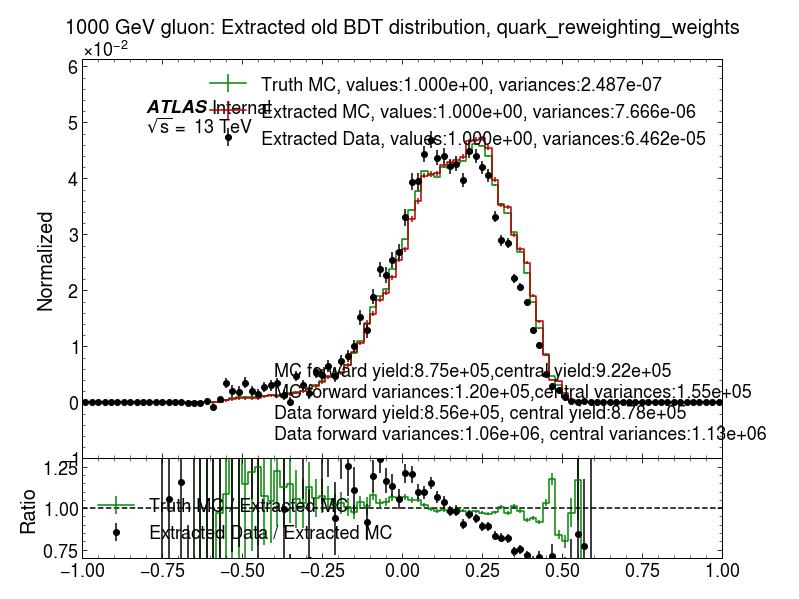 1000 GeV gluon: Extracted old BDT distribution, quark_reweighting_weights
×10⁻²
6
Truth MC, values:1.000e+00, variances:2.487e-07
ATLAS Internal
Extracted MC, values:1.000e+00, variances:7.666e-06
√s = 13 TeV
5
Extracted Data, values:1.000e+00, variances:6.462e-05
4
Normalized
3
2
1
MC forward yield:8.75e+05,central yield:9.22e+05
MC forward variances:1.20e+05,central variances:1.55e+05
0
Data forward yield:8.56e+05, central yield:8.78e+05
Data forward variances:1.06e+06, central variances:1.13e+06
1
1.25
Ratio
Truth MC / Extracted MC
1.00
Extracted Data / Extracted MC
0.75
−1.00 −0.75 −0.50 −0.25 0.00 0.25 0.50 0.75 1.00